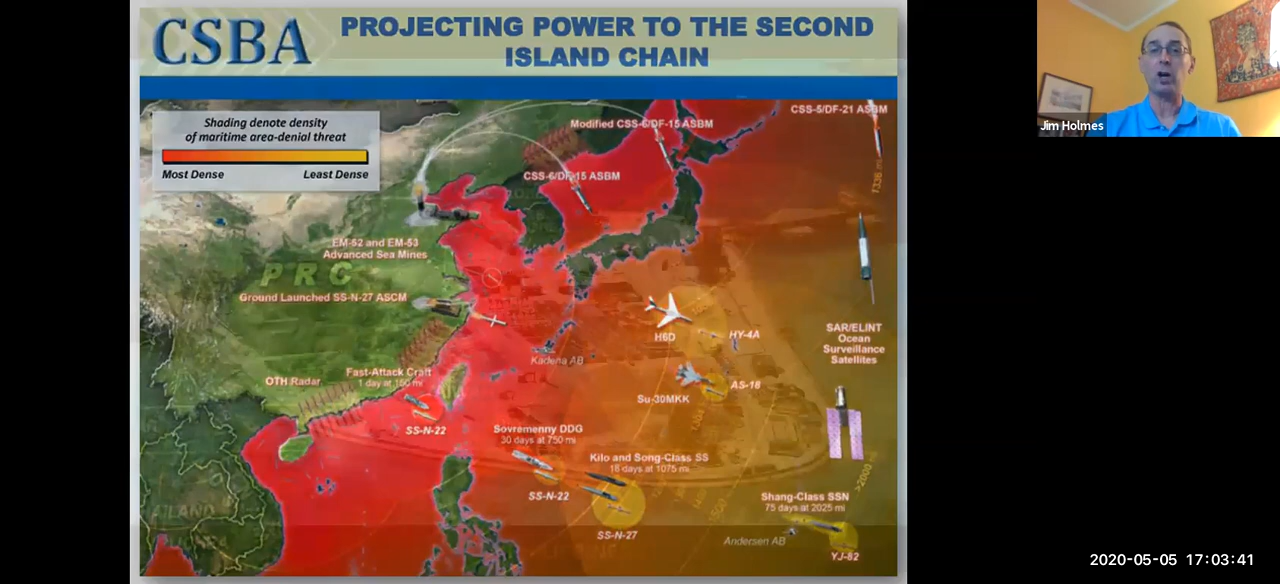 CSBA
PROJECTING POWER TO THE SECOND
ISLAND CHAIN
Shading denote density
of maritime area-denial threat
Most Dense
Least Dense
CSS-5/DF-21 ASBM
Modified CSS-6/DF-15 ASBM
CSS-6/DF-15 ASBM
EM-52 and EM-53
Advanced Sea Mines
PRC
Ground Launched SS-N-27 ASCM
H6D
HY-4A
SAR/ELINT
Ocean
Surveillance
Satellites
Kadena AB
OTH Radar
Fast-Attack Craft
1 day at 150 mi
SS-N-22
AS-18
Su-30MKK
Sovremenny DDG
30 days at 750 mi
SS-N-22
Kilo and Song-Class SS
16 days at 1075 mi
SS-N-27
>2000 mi
Shang-Class SSN
75 days at 2025 mi
Andersen AB
YJ-82
Jim Holmes
2020-05-05 17:03:41